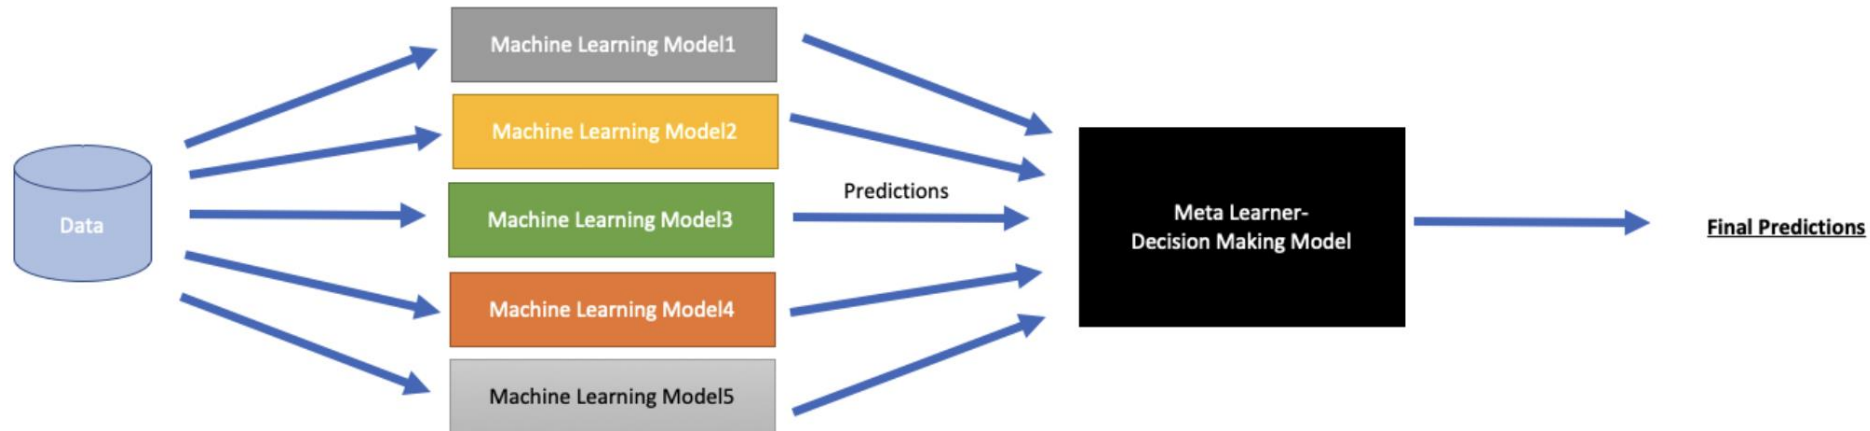 Machine Learning Model1
Machine Learning Model2
Data
Machine Learning Model3
Predictions
Meta Learner-
Decision Making Model
Final Predictions
Machine Learning Model4
Machine Learning Model5